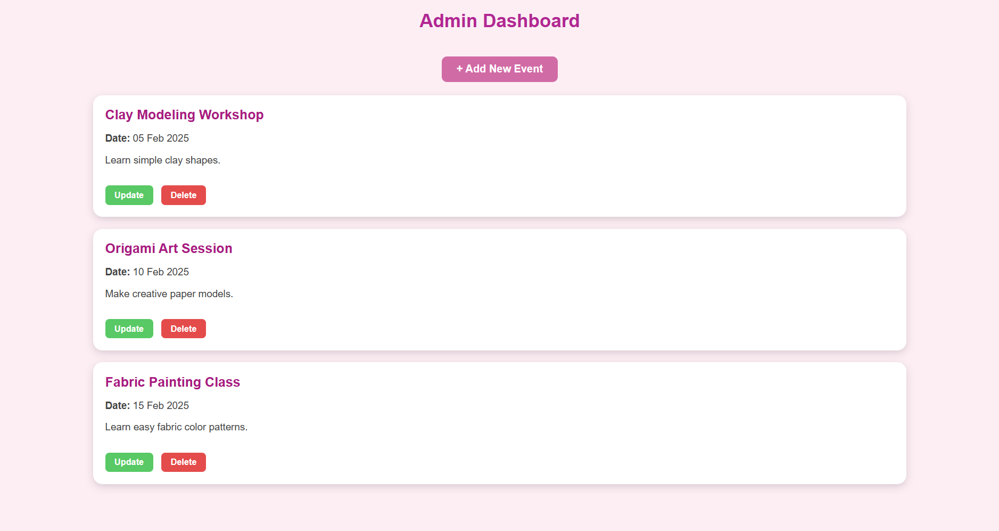 Admin Dashboard
+ Add New Event
Clay Modeling Workshop
Date: 05 Feb 2025
Learn simple clay shapes.
Update Delete
Origami Art Session
Date: 10 Feb 2025
Make creative paper models.
Update Delete
Fabric Painting Class
Date: 15 Feb 2025
Learn easy fabric color patterns.
Update Delete